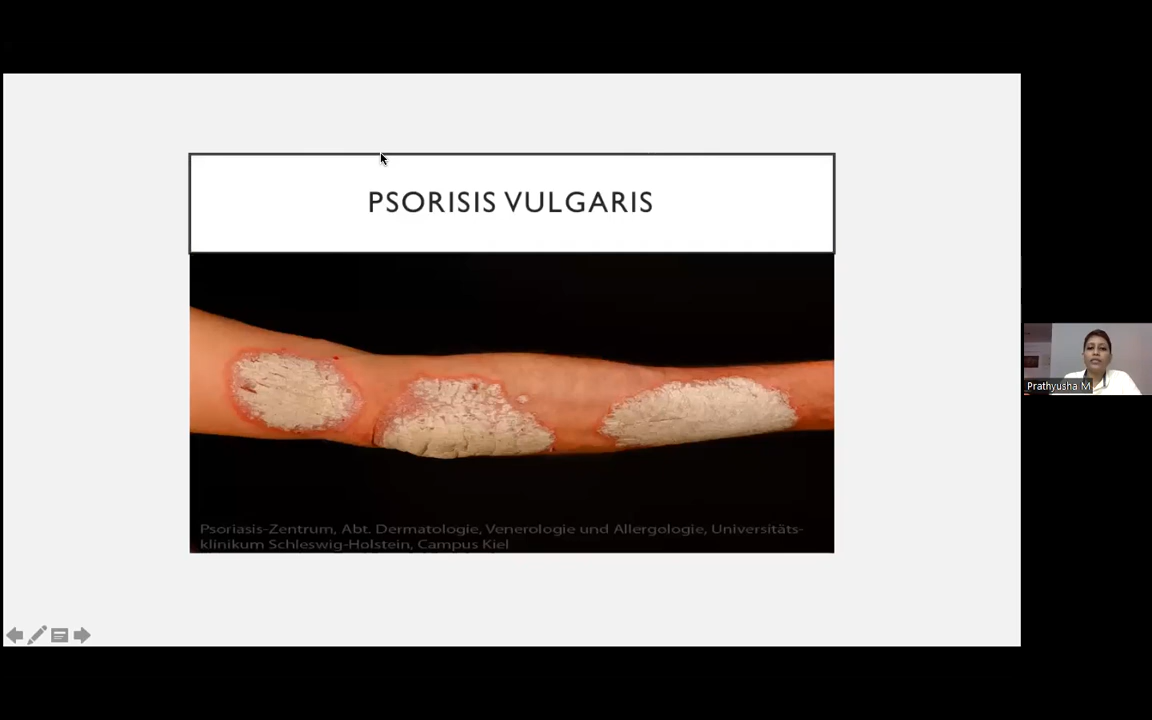 PSORISIS VULGARIS
Psoriasis-Zentrum, Abt. Dermatologie, Venerologie und Allergologie, Universitäts-
klinikum Schleswig-Holstein, Campus Kiel
Prathyusha M